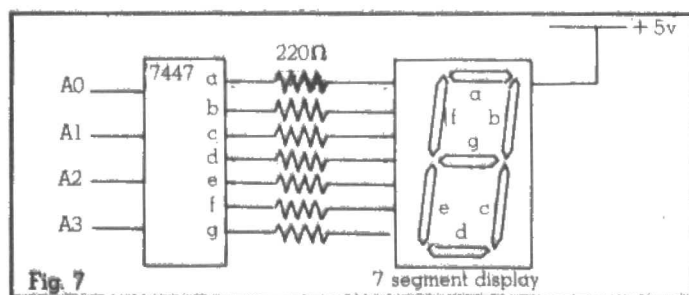 + 5v
220Ω
7447
A0
A1
A2
A3
a
b
c
d
e
f
g
a
f b
g
e c
d
Fig. 7
7 segment display